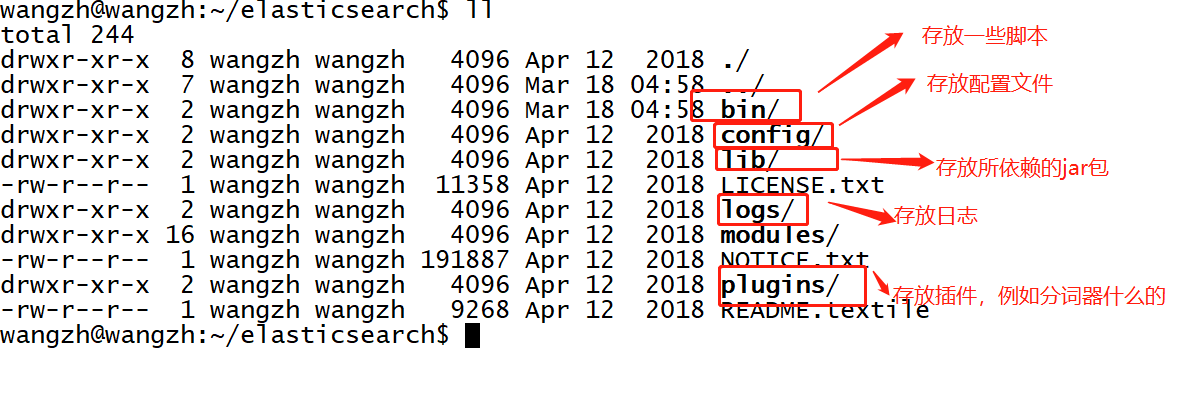 wangzh@wangzh:~/elasticsearch$ ll
total 244
drwxr-xr-x  8 wangzh wangzh   4096 Apr 12  2018 ./
drwxr-xr-x  7 wangzh wangzh   4096 Mar 18 04:58 ../
drwxr-xr-x  2 wangzh wangzh   4096 Mar 18 04:58 bin/ 存放一些脚本
drwxr-xr-x  2 wangzh wangzh   4096 Apr 12  2018 config/ 存放配置文件
drwxr-xr-x  2 wangzh wangzh   4096 Apr 12  2018 lib/ 存放所依赖的jar包
-rw-r--r--  1 wangzh wangzh  11358 Apr 12  2018 LICENSE.txt
drwxr-xr-x  2 wangzh wangzh   4096 Apr 12  2018 logs/ 存放日志
drwxr-xr-x 16 wangzh wangzh   4096 Apr 12  2018 modules/
-rw-r--r--  1 wangzh wangzh 191887 Apr 12  2018 NOTICE.txt
drwxr-xr-x  2 wangzh wangzh   4096 Apr 12  2018 plugins/ 存放插件，例如分词器什么的
-rw-r--r--  1 wangzh wangzh   9268 Apr 12  2018 README.textile
wangzh@wangzh:~/elasticsearch$